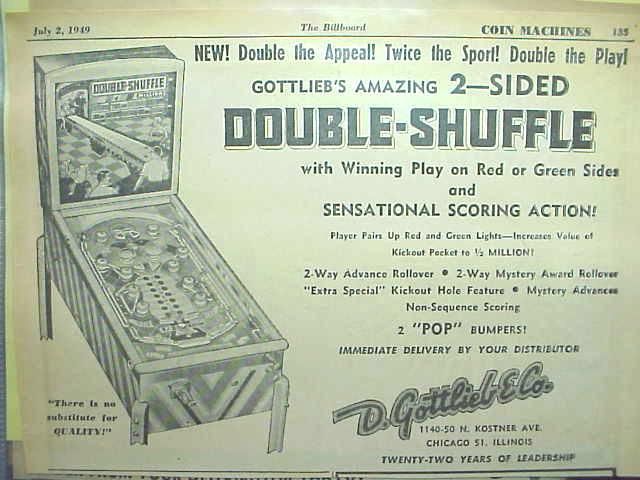 July 2, 1949 The Billboard COIN MACHINES 135
NEW! Double the Appeal! Twice the Sport! Double the Play!
GOTTLIEB'S AMAZING 2—SIDED
DOUBLE-SHUFFLE
with Winning Play on Red or Green Sides
and
SENSATIONAL SCORING ACTION!
Player Pairs Up Red and Green Lights—Increases Value of
Kickout Pocket to ½ MILLION!
2-Way Advance Rollover • 2-Way Mystery Award Rollover
"Extra Special" Kickout Hole Feature • Mystery Advances
Non-Sequence Scoring
2 "POP" BUMPERS!
IMMEDIATE DELIVERY BY YOUR DISTRIBUTOR
D. Gottlieb & Co.
1140-50 N. KOSTNER AVE.
CHICAGO 51, ILLINOIS
TWENTY-TWO YEARS OF LEADERSHIP
"There is no
substitute for
QUALITY!"
DOUBLE-SHUFFLE